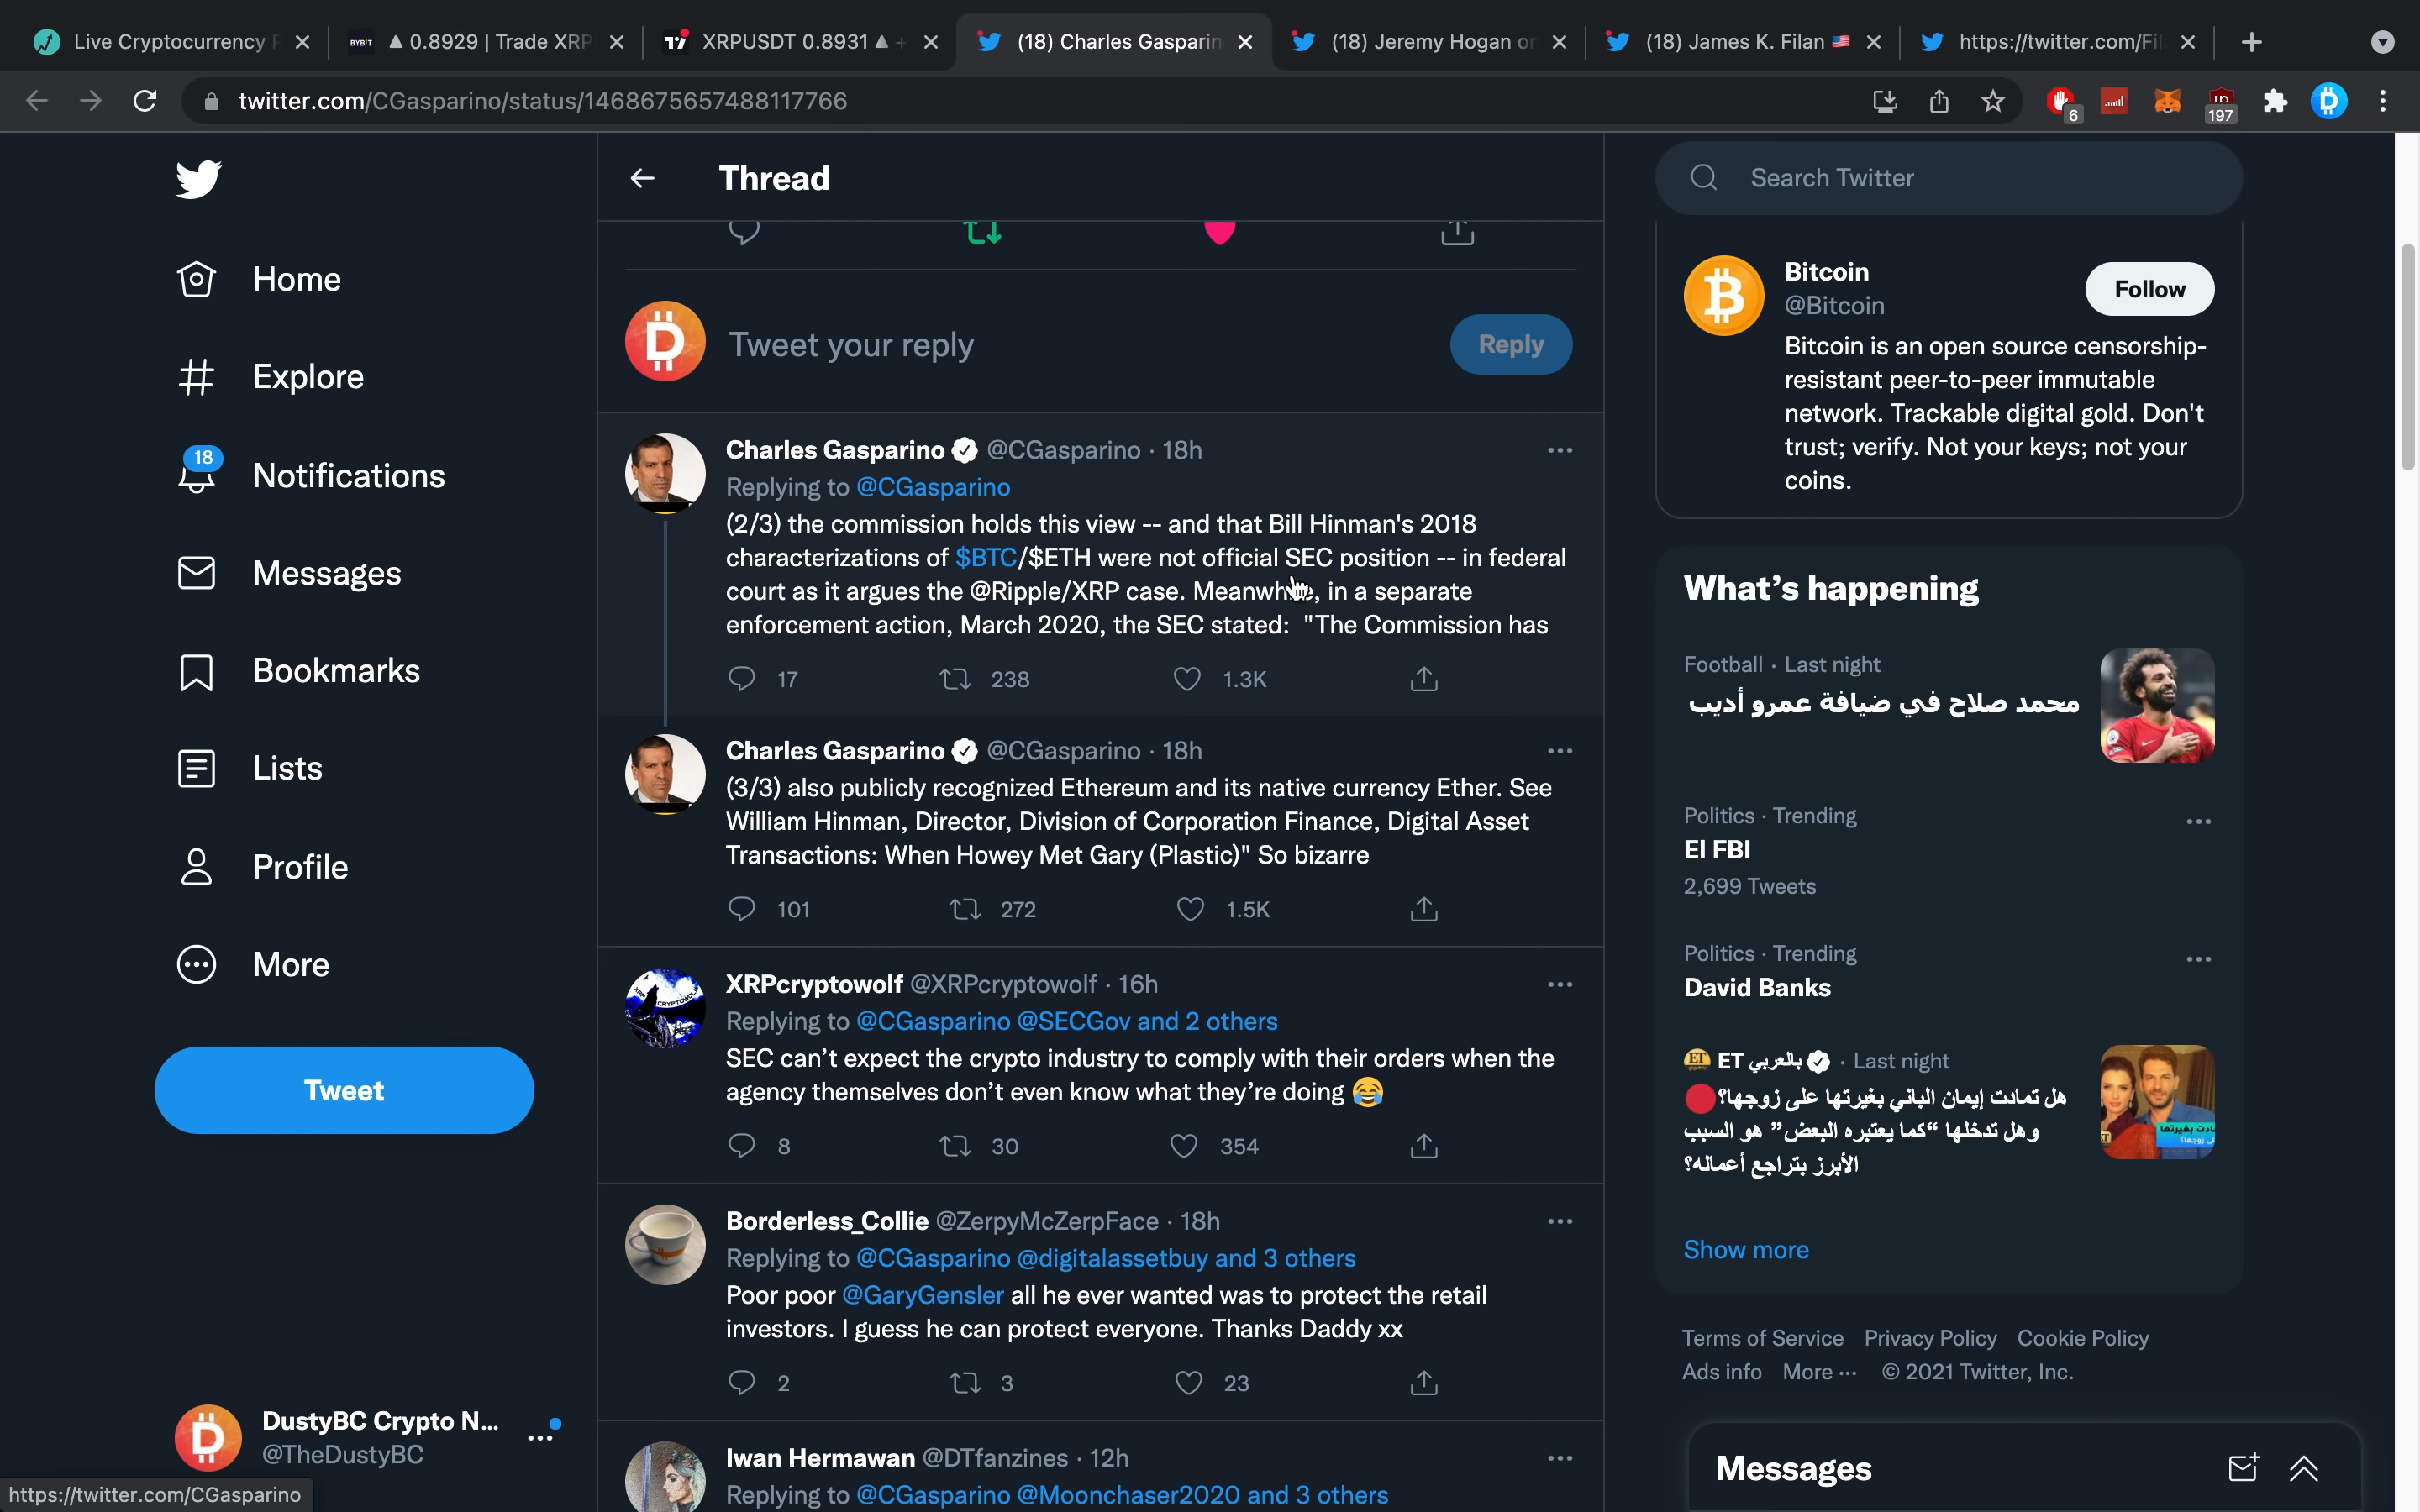 Live Cryptocurrency P
BYBIT ▲ 0.8929 | Trade XRP
XRPUSDT 0.8931 ▲ +
(18) Charles Gasparin
(18) Jeremy Hogan or
(18) James K. Filan 🇺🇸
https://twitter.com/Fil
twitter.com/CGasparino/status/1468675657488117766
6
197
Home
Explore
18
Notifications
Messages
Bookmarks
Lists
Profile
More
Tweet
DustyBC Crypto N...
@TheDustyBC
https://twitter.com/CGasparino
Thread
Tweet your reply
Reply
Charles Gasparino @CGasparino · 18h
Replying to @CGasparino
(2/3) the commission holds this view -- and that Bill Hinman's 2018
characterizations of $BTC/$ETH were not official SEC position -- in federal
court as it argues the @Ripple/XRP case. Meanwhile, in a separate
enforcement action, March 2020, the SEC stated: "The Commission has
17 238 1.3K
Charles Gasparino @CGasparino · 18h
(3/3) also publicly recognized Ethereum and its native currency Ether. See
William Hinman, Director, Division of Corporation Finance, Digital Asset
Transactions: When Howey Met Gary (Plastic)" So bizarre
101 272 1.5K
XRPcryptowolf @XRPcryptowolf · 16h
Replying to @CGasparino @SECGov and 2 others
SEC can’t expect the crypto industry to comply with their orders when the
agency themselves don’t even know what they’re doing 😂
8 30 354
Borderless_Collie @ZerpyMcZerpFace · 18h
Replying to @CGasparino @digitalassetbuy and 3 others
Poor poor @GaryGensler all he ever wanted was to protect the retail
investors. I guess he can protect everyone. Thanks Daddy xx
2 3 23
Iwan Hermawan @DTfanzines · 12h
Replying to @CGasparino @Moonchaser2020 and 3 others
Search Twitter
Bitcoin
@Bitcoin
Follow
Bitcoin is an open source censorship-
resistant peer-to-peer immutable
network. Trackable digital gold. Don't
trust; verify. Not your keys; not your
coins.
What’s happening
Football · Last night
محمد صلاح في ضيافة عمرو أديب
Politics · Trending
El FBI
2,699 Tweets
Politics · Trending
David Banks
ET بالعربي · Last night
هل تمادت إيمان الباني بغيرتها على زوجها؟🔴
وهل تدخلها “كما يعتبره البعض” هو السبب
الأبرز بتراجع أعماله؟
Show more
Terms of Service Privacy Policy Cookie Policy
Ads info More ··· © 2021 Twitter, Inc.
Messages